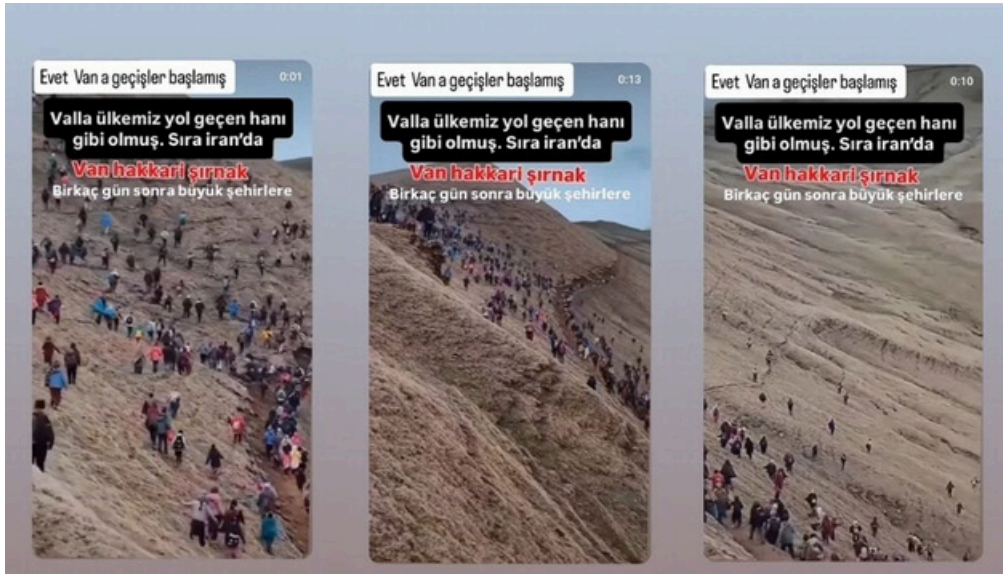 Evet Van a geçişler başlamış
0:01
Valla ülkemiz yol geçen hanı
gibi olmuş. Sıra iran’da
Van hakkari şırnak
Birkaç gün sonra büyük şehirlere
Evet Van a geçişler başlamış
0:13
Valla ülkemiz yol geçen hanı
gibi olmuş. Sıra iran’da
Van hakkari şırnak
Birkaç gün sonra büyük şehirlere
Evet Van a geçişler başlamış
0:10
Valla ülkemiz yol geçen hanı
gibi olmuş. Sıra iran’da
Van hakkari şırnak
Birkaç gün sonra büyük şehirlere